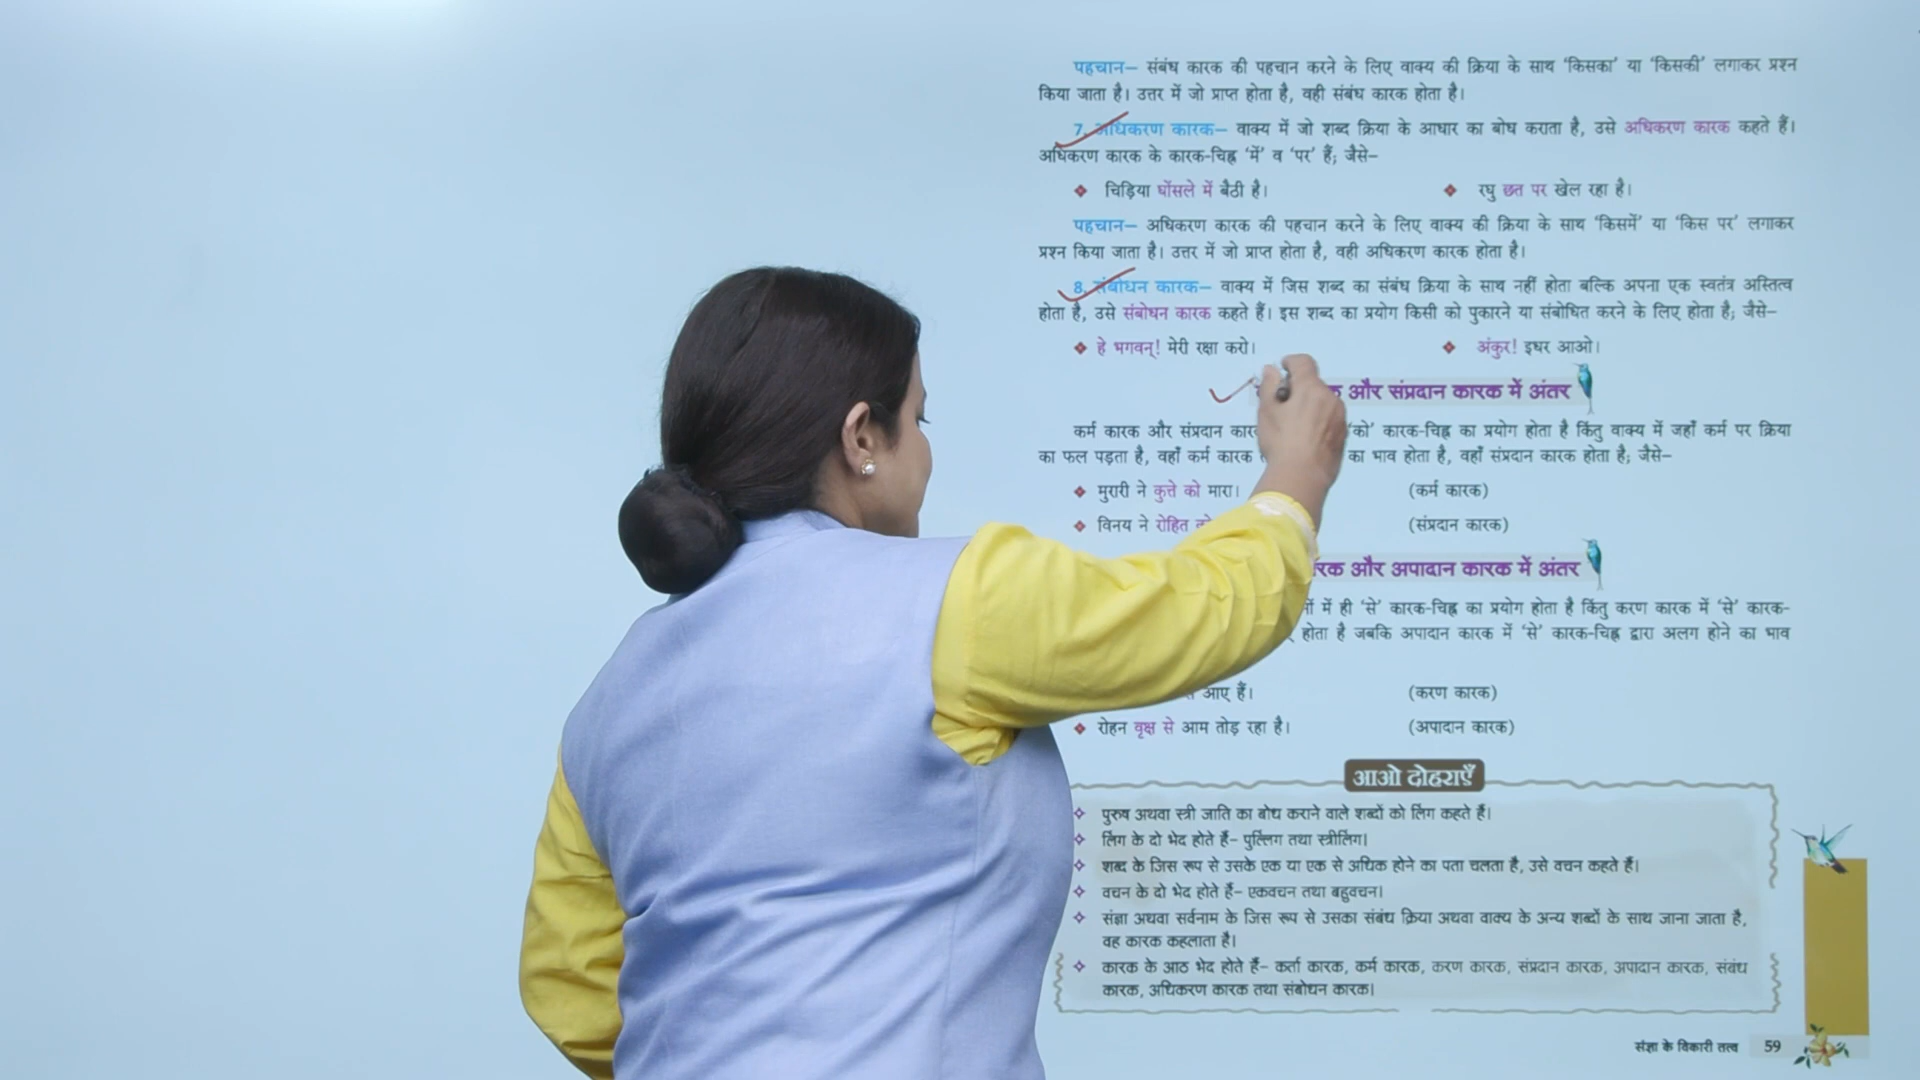 पहचान– संबंध कारक की पहचान करने के लिए वाक्य की क्रिया के साथ ‘किसका’ या ‘किसकी’ लगाकर प्रश्न
किया जाता है। उत्तर में जो प्राप्त होता है, वही संबंध कारक होता है।
7. अधिकरण कारक– वाक्य में जो शब्द क्रिया के आधार का बोध कराता है, उसे अधिकरण कारक कहते हैं।
अधिकरण कारक के कारक-चिह्न ‘में’ व ‘पर’ हैं; जैसे–
चिड़िया घोंसले में बैठी है।
रघु छत पर खेल रहा है।
पहचान– अधिकरण कारक की पहचान करने के लिए वाक्य की क्रिया के साथ ‘किसमें’ या ‘किस पर’ लगाकर
प्रश्न किया जाता है। उत्तर में जो प्राप्त होता है, वही अधिकरण कारक होता है।
8. संबोधन कारक– वाक्य में जिस शब्द का संबंध क्रिया के साथ नहीं होता बल्कि अपना एक स्वतंत्र अस्तित्व
होता है, उसे संबोधन कारक कहते हैं। इस शब्द का प्रयोग किसी को पुकारने या संबोधित करने के लिए होता है; जैसे–
हे भगवन्! मेरी रक्षा करो।
अंकुर! इधर आओ।
और संप्रदान कारक में अंतर
कर्म कारक और संप्रदान ‘को’ कारक-चिह्न का प्रयोग होता है किंतु वाक्य में जहाँ कर्म पर क्रिया
का फल पड़ता है, वहाँ कर्म कारक का भाव होता है, वहाँ संप्रदान कारक होता है; जैसे–
मुरारी ने कुत्ते को मारा। (कर्म कारक)
विनय ने रोहित (संप्रदान कारक)
और अपादान कारक में अंतर
में ही ‘से’ कारक-चिह्न का प्रयोग होता है किंतु करण कारक में ‘से’ कारक-
होता है जबकि अपादान कारक में ‘से’ कारक-चिह्न द्वारा अलग होने का भाव
आए हैं। (करण कारक)
रोहन वृक्ष से आम तोड़ रहा है। (अपादान कारक)
आओ दोहराएँ
पुरुष अथवा स्त्री जाति का बोध कराने वाले शब्दों को लिंग कहते हैं।
लिंग के दो भेद होते हैं– पुल्लिंग तथा स्त्रीलिंग।
शब्द के जिस रूप से उसके एक या एक से अधिक होने का पता चलता है, उसे वचन कहते हैं।
वचन के दो भेद होते हैं– एकवचन तथा बहुवचन।
संज्ञा अथवा सर्वनाम के जिस रूप से उसका संबंध क्रिया अथवा वाक्य के अन्य शब्दों के साथ जाना जाता है,
वह कारक कहलाता है।
कारक के आठ भेद होते हैं– कर्ता कारक, कर्म कारक, करण कारक, संप्रदान कारक, अपादान कारक, संबंध
कारक, अधिकरण कारक तथा संबोधन कारक।
संज्ञा के विकारी तत्व 59